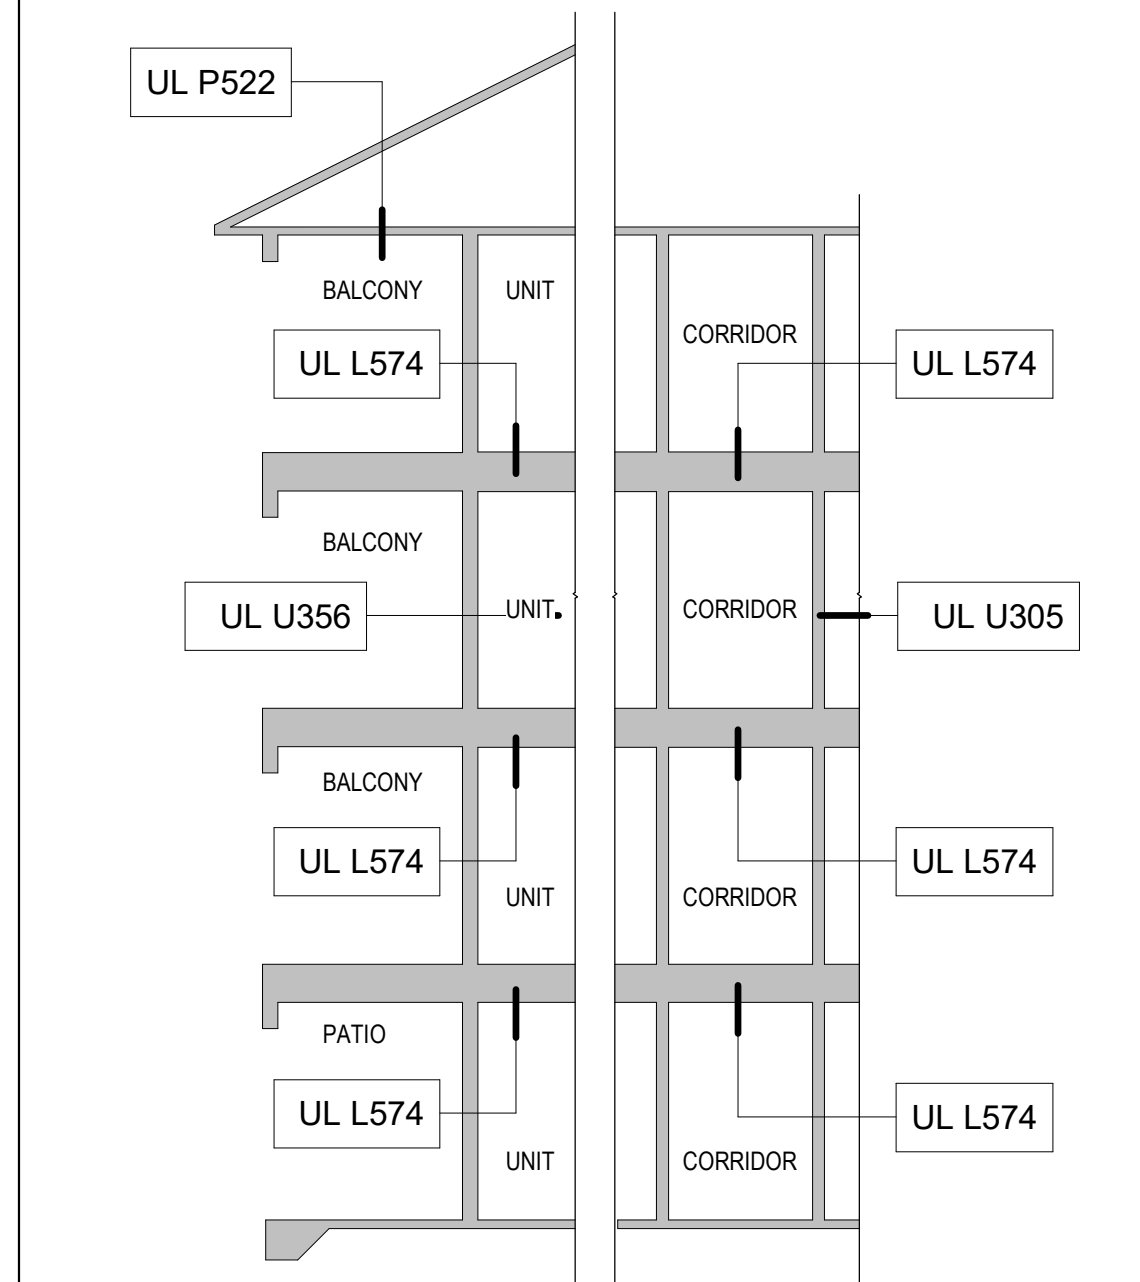 UL P522
BALCONY UNIT
CORRIDOR
UL L574 UL L574
BALCONY
UL U356 UNIT CORRIDOR UL U305
BALCONY
UL L574 UL L574
UNIT CORRIDOR
PATIO
UL L574 UL L574
UNIT CORRIDOR